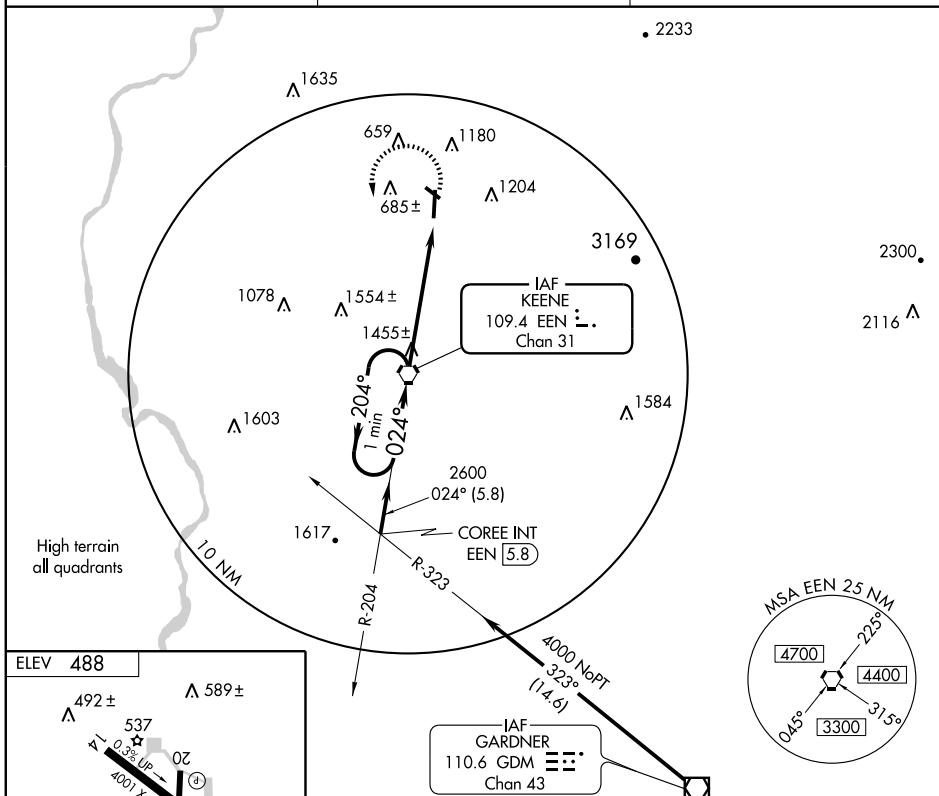 2233
1635
659
1180
685±
1204
3169
2300
2116
1078
1554±
1455±
IAF
KEENE
109.4 EEN
Chan 31
204°
1 min
024°
1603
1584
2600
024° (5.8)
1617
COREE INT
EEN 5.8
High terrain
all quadrants
10 NM
R-323
R-204
4000 NoPT
323°
(14.6)
MSA EEN 25 NM
225°
4700
4400
045°
3300
315°
IAF
GARDNER
110.6 GDM
Chan 43
ELEV 488
492±
589±
537
14
0.3% UP
20
R
4001 X